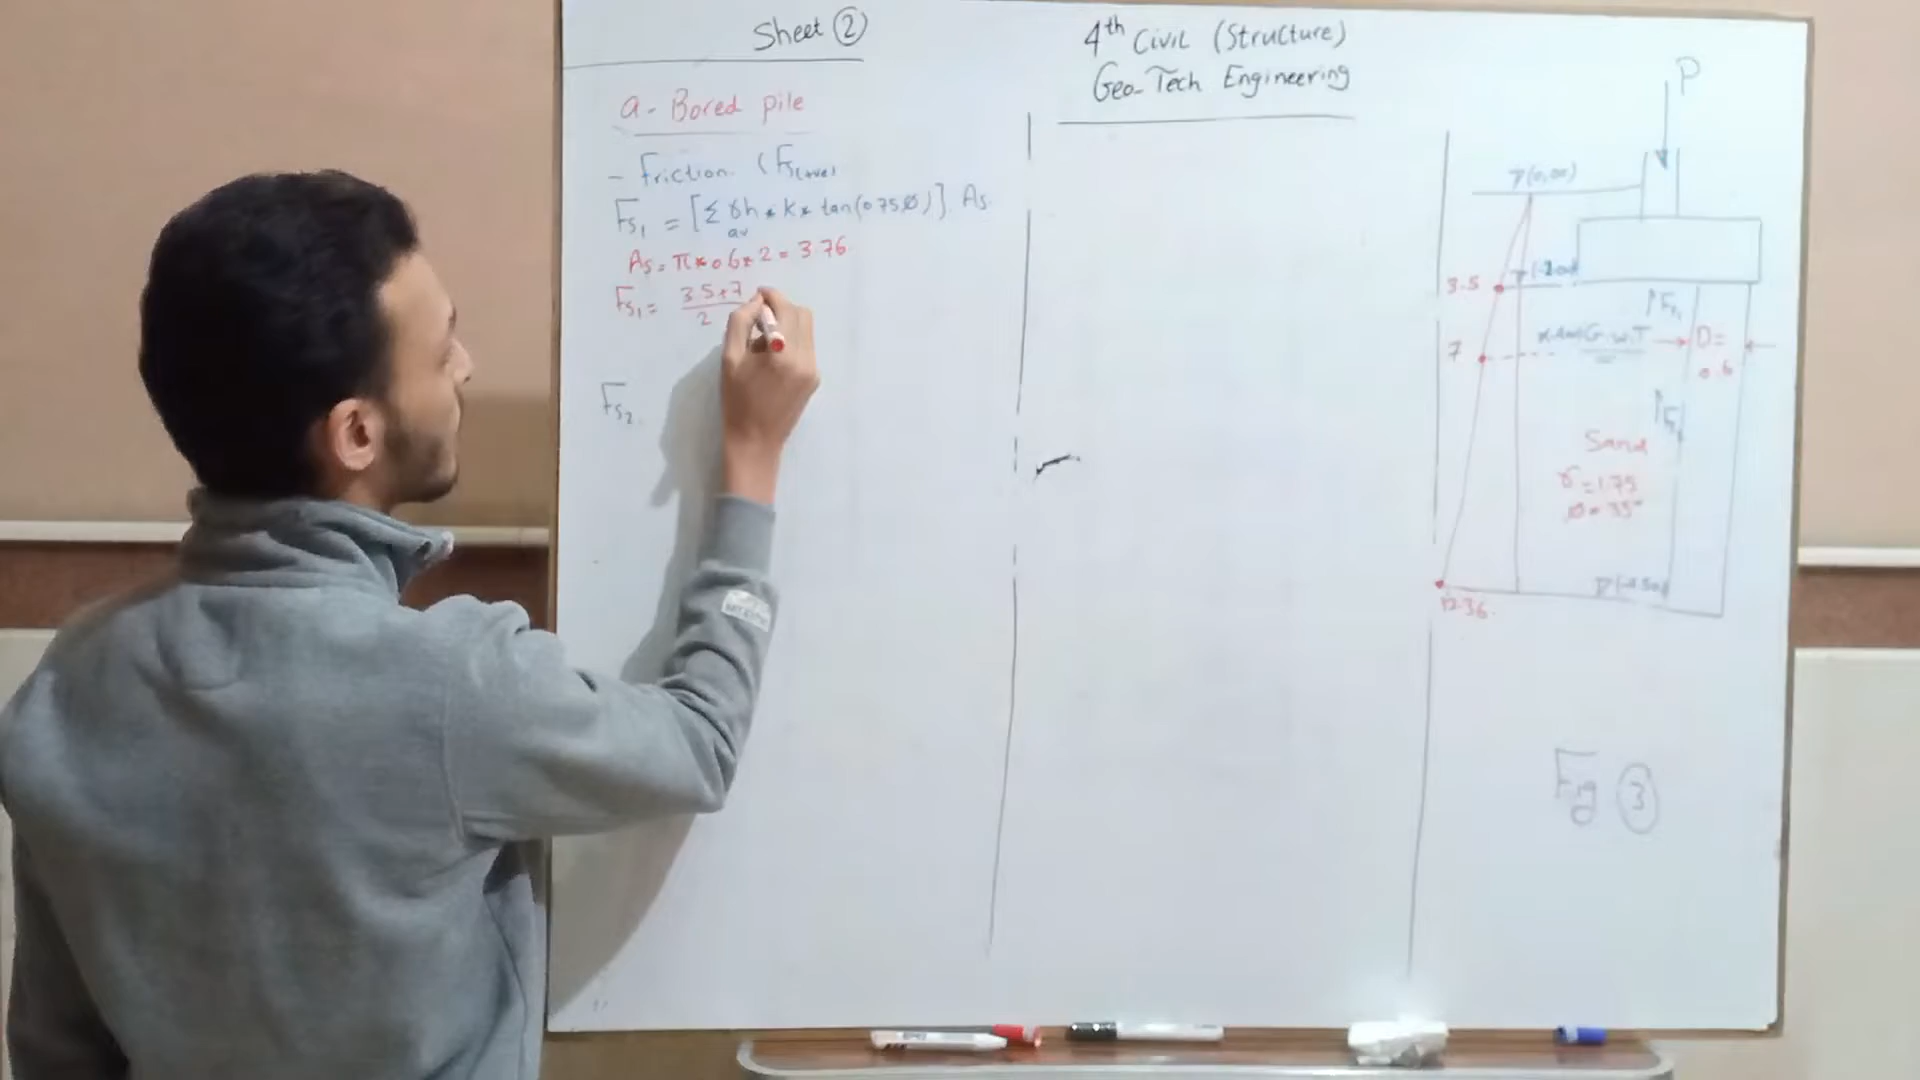 Sheet ②
a - Bored pile
- Friction (Fs(+ve)
Fs1 = [Σ γh * K * tan(0.75Ø)] As
av
As = π * 0.6 * 2 = 3.76
Fs1 = 3.5+7
2
Fs2
4th Civil (Structure)
Geo-Tech Engineering
P
▽(0,00)
3.5
↑Fs1
7
G.W.T
D=
0.6
Sand
γ=1.75
Ø=35°
12.36
Fig ③